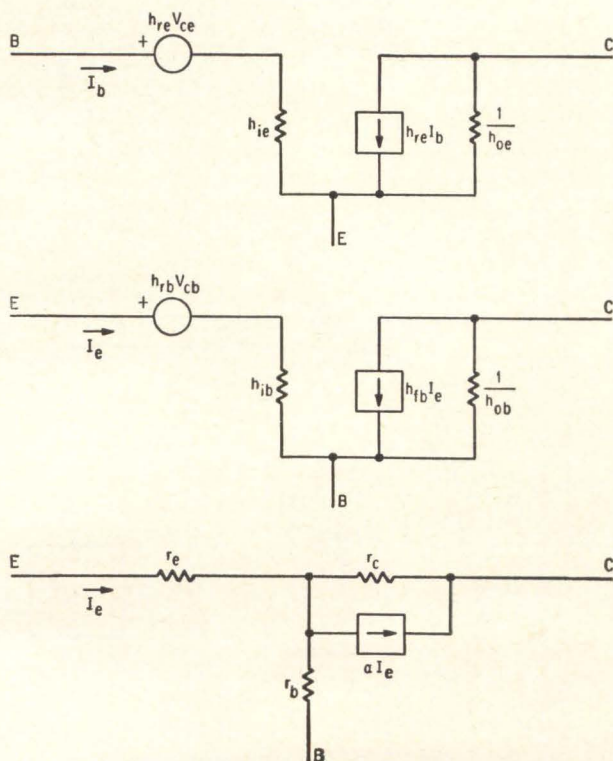 h_re V_ce
B
+
C
I_b
h_ie
h_re I_b
1/h_oe
E
h_rb V_cb
E
+
C
I_e
h_ib
h_fb I_e
1/h_ob
B
E
r_e
r_c
C
I_e
α I_e
r_b
B